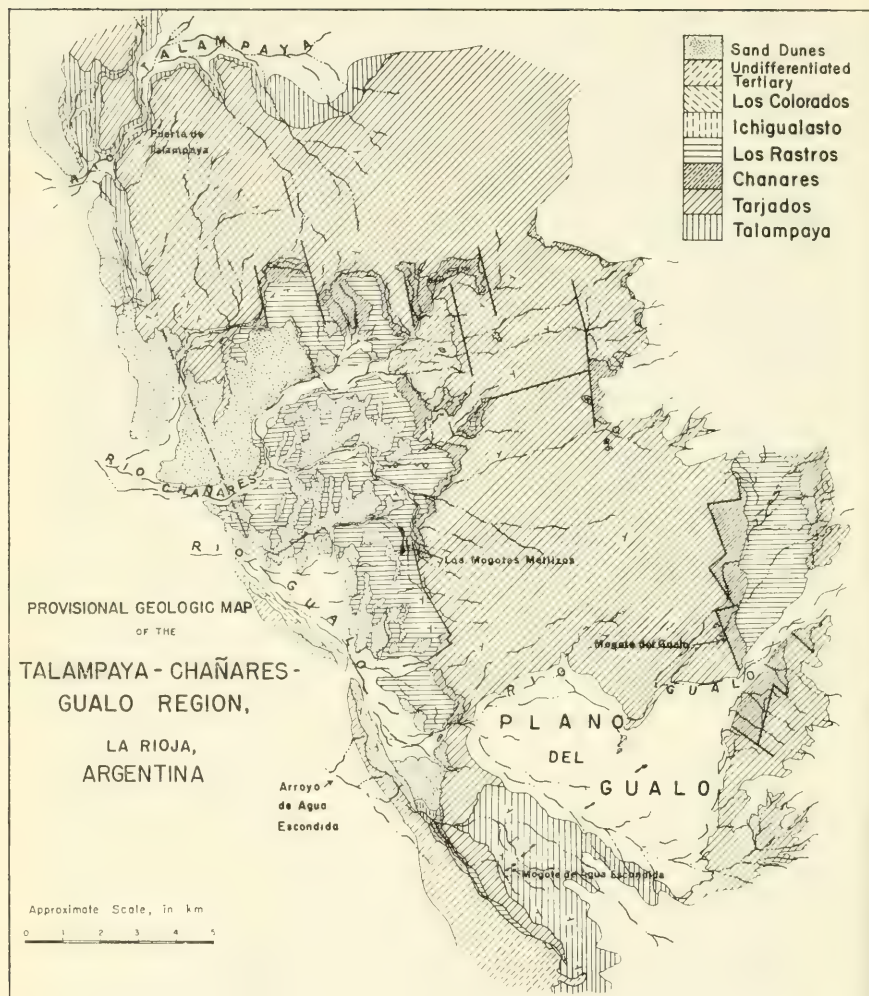 RIO TALAMPAYA
Puerta de
Talampaya
Sand Dunes
Undifferentiated
Tertiary
Los Colorados
Ichigualasto
Los Rastros
Chanares
Tarjados
Talampaya
RIO
CHAÑARES
RIO GUALO
Los Mogotes Mellizos
Mogote del Gualo
RIO GUALO
PLANO
DEL
GUALO
PROVISIONAL GEOLOGIC MAP
OF THE
TALAMPAYA - CHAÑARES -
GUALO REGION,
LA RIOJA,
ARGENTINA
Arroyo
de Agua
Escondida
Mogote de Agua Escondida
Approximate Scale, in km
0 1 2 3 4 5